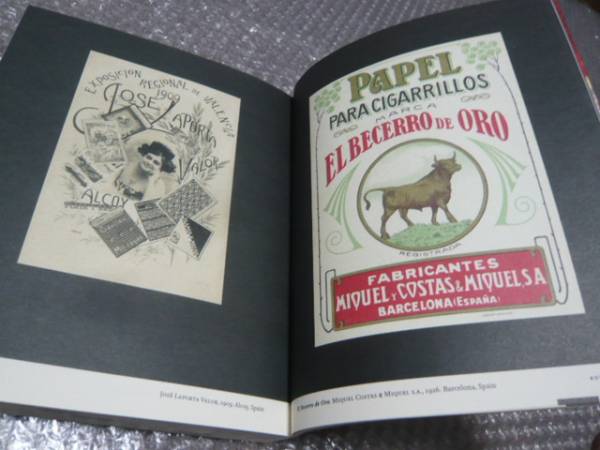 EXPOSICION REGIONAL DE VALENCIA
1909
JOSÉ LAPORTA
VALOR
ALCOY
JOSÉ LAPORTA VALOR, 1909. Alcoy, Spain
PAPEL
PARA CIGARRILLOS
MARCA
EL BECERRO DE ORO
REGISTRADA
FABRICANTES
MIQUEL Y COSTAS & MIQUEL, S.A.
BARCELONA (ESPAÑA)
El Becerro de Oro. MIQUEL COSTAS & MIQUEL S.A., 1926. Barcelona, Spain